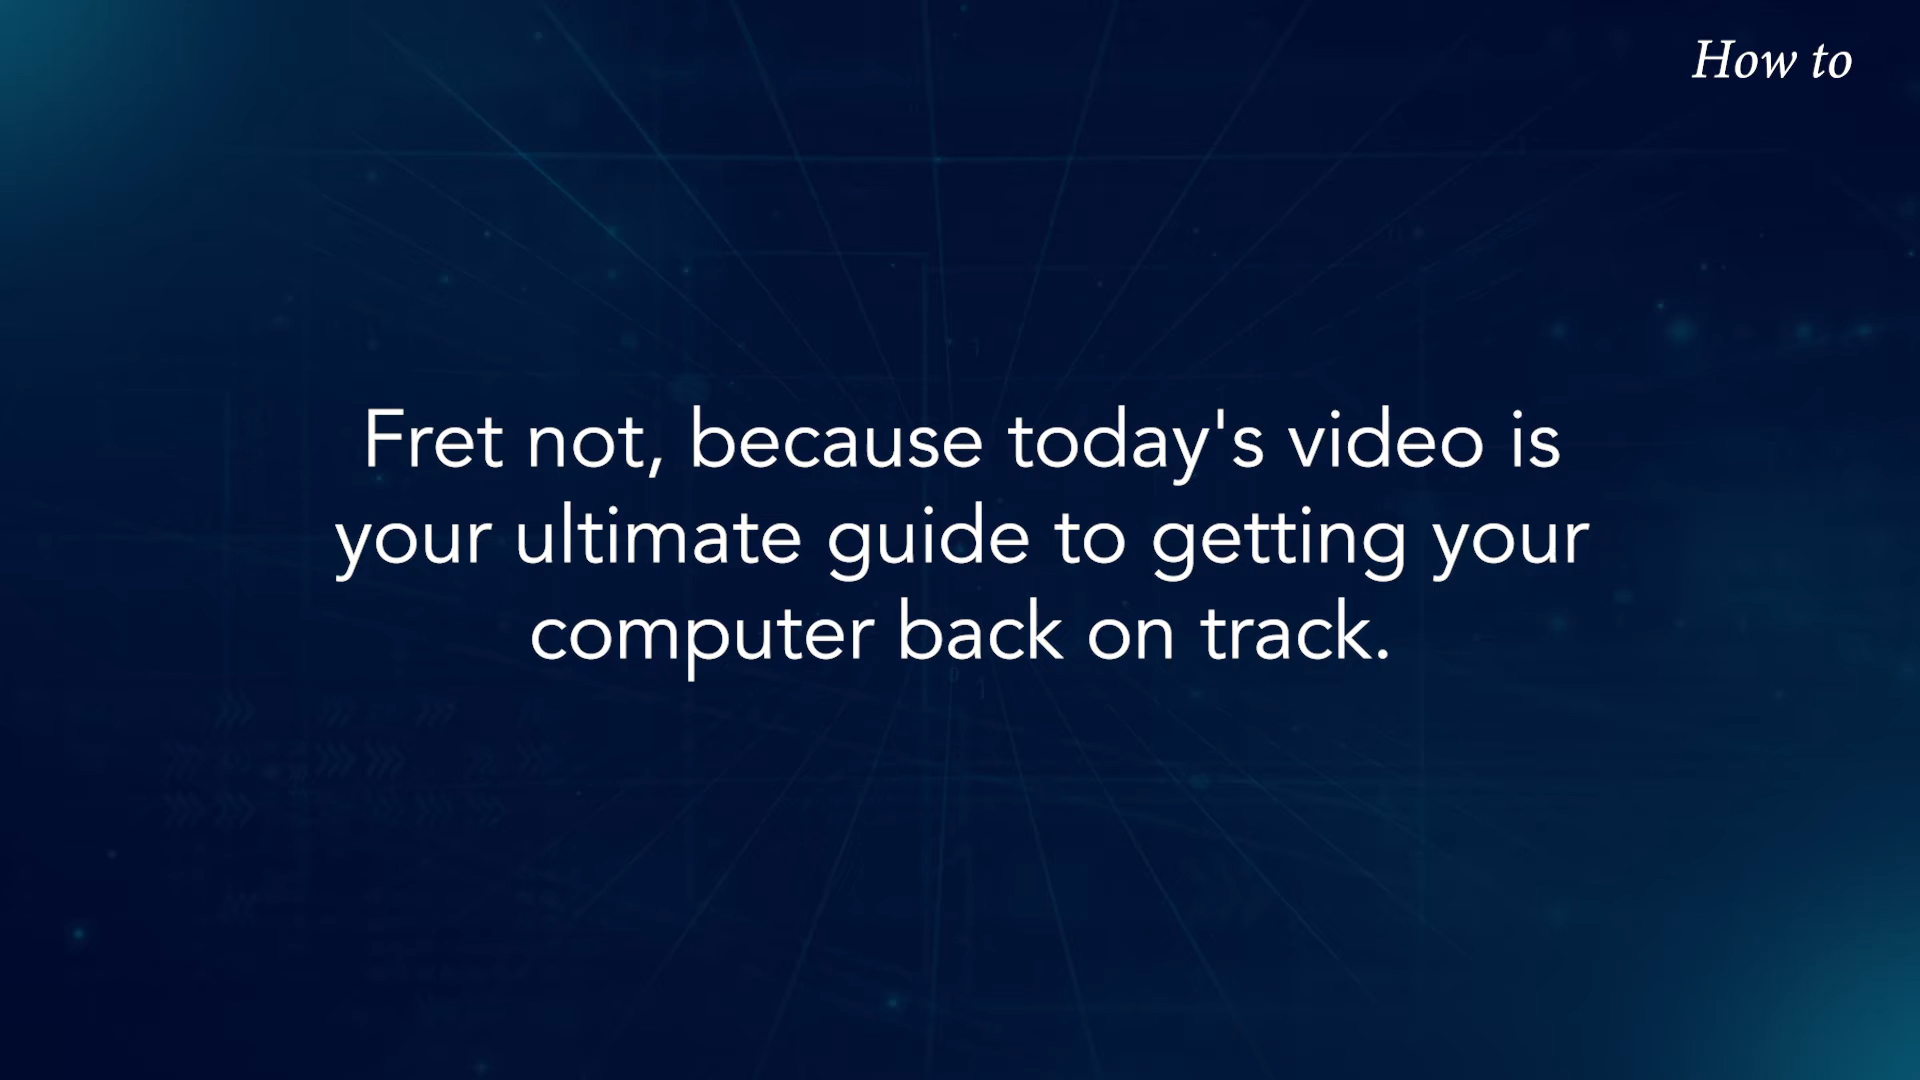 How to
Fret not, because today's video is
your ultimate guide to getting your
computer back on track.